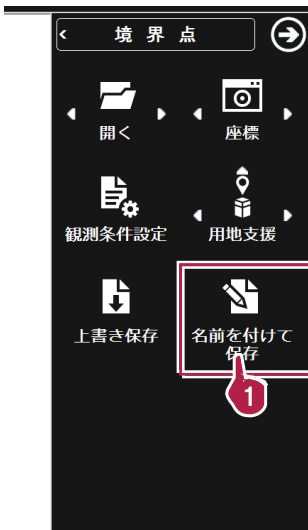 境界点
開く
座標
観測条件設定
用地支援
上書き保存
名前を付けて
保存
1